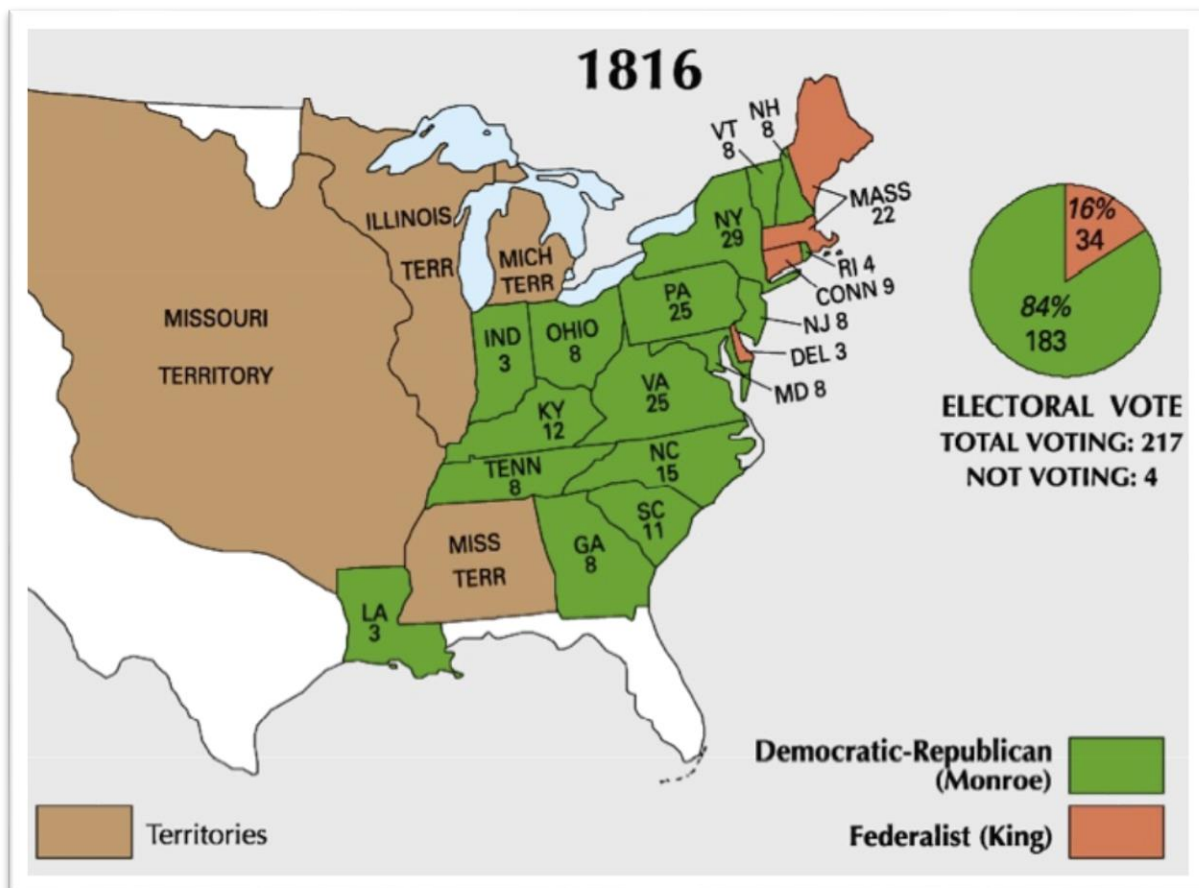 1816
NH
8
VT
8
MASS
22
NY
29
RI 4
CONN 9
NJ 8
DEL 3
MD 8
PA
25
ILLINOIS
TERR
MICH
TERR
MISSOURI
TERRITORY
IND
3
OHIO
8
VA
25
KY
12
TENN
8
NC
15
SC
11
GA
8
MISS
TERR
LA
3
16%
34
84%
183
ELECTORAL VOTE
TOTAL VOTING: 217
NOT VOTING: 4
Democratic-Republican
(Monroe)
Federalist (King)
Territories